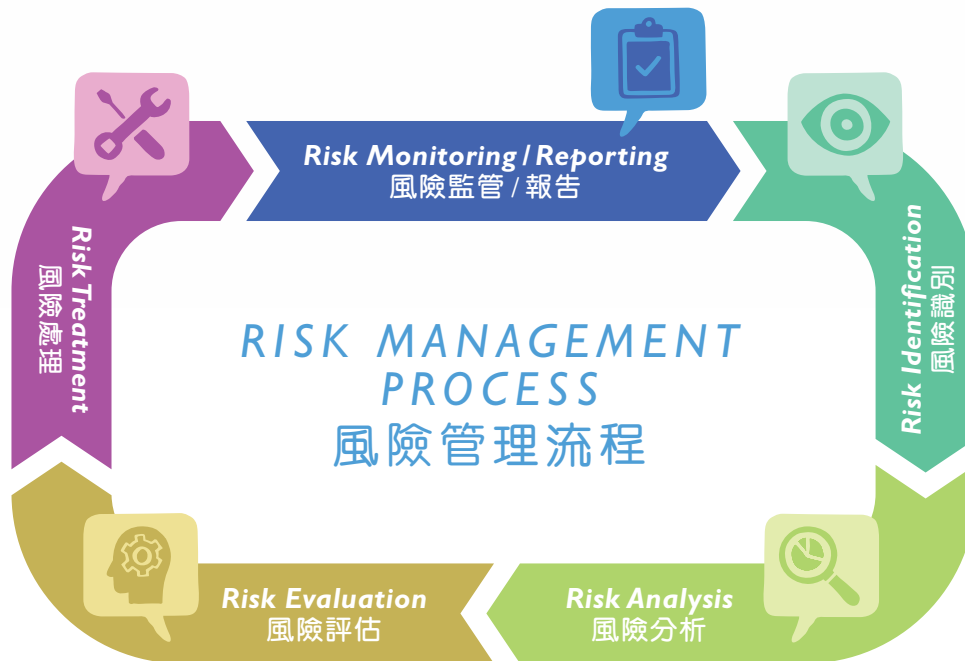 Risk Monitoring / Reporting
風險監管 / 報告
Risk Identification
風險識別
Risk Treatment
風險處理
RISK MANAGEMENT
PROCESS
風險管理流程
Risk Evaluation
風險評估
Risk Analysis
風險分析